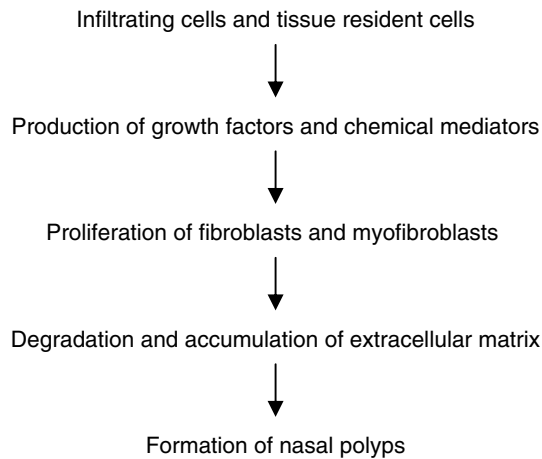 Infiltrating cells and tissue resident cells
Production of growth factors and chemical mediators
Proliferation of fibroblasts and myofibroblasts
Degradation and accumulation of extracellular matrix
Formation of nasal polyps